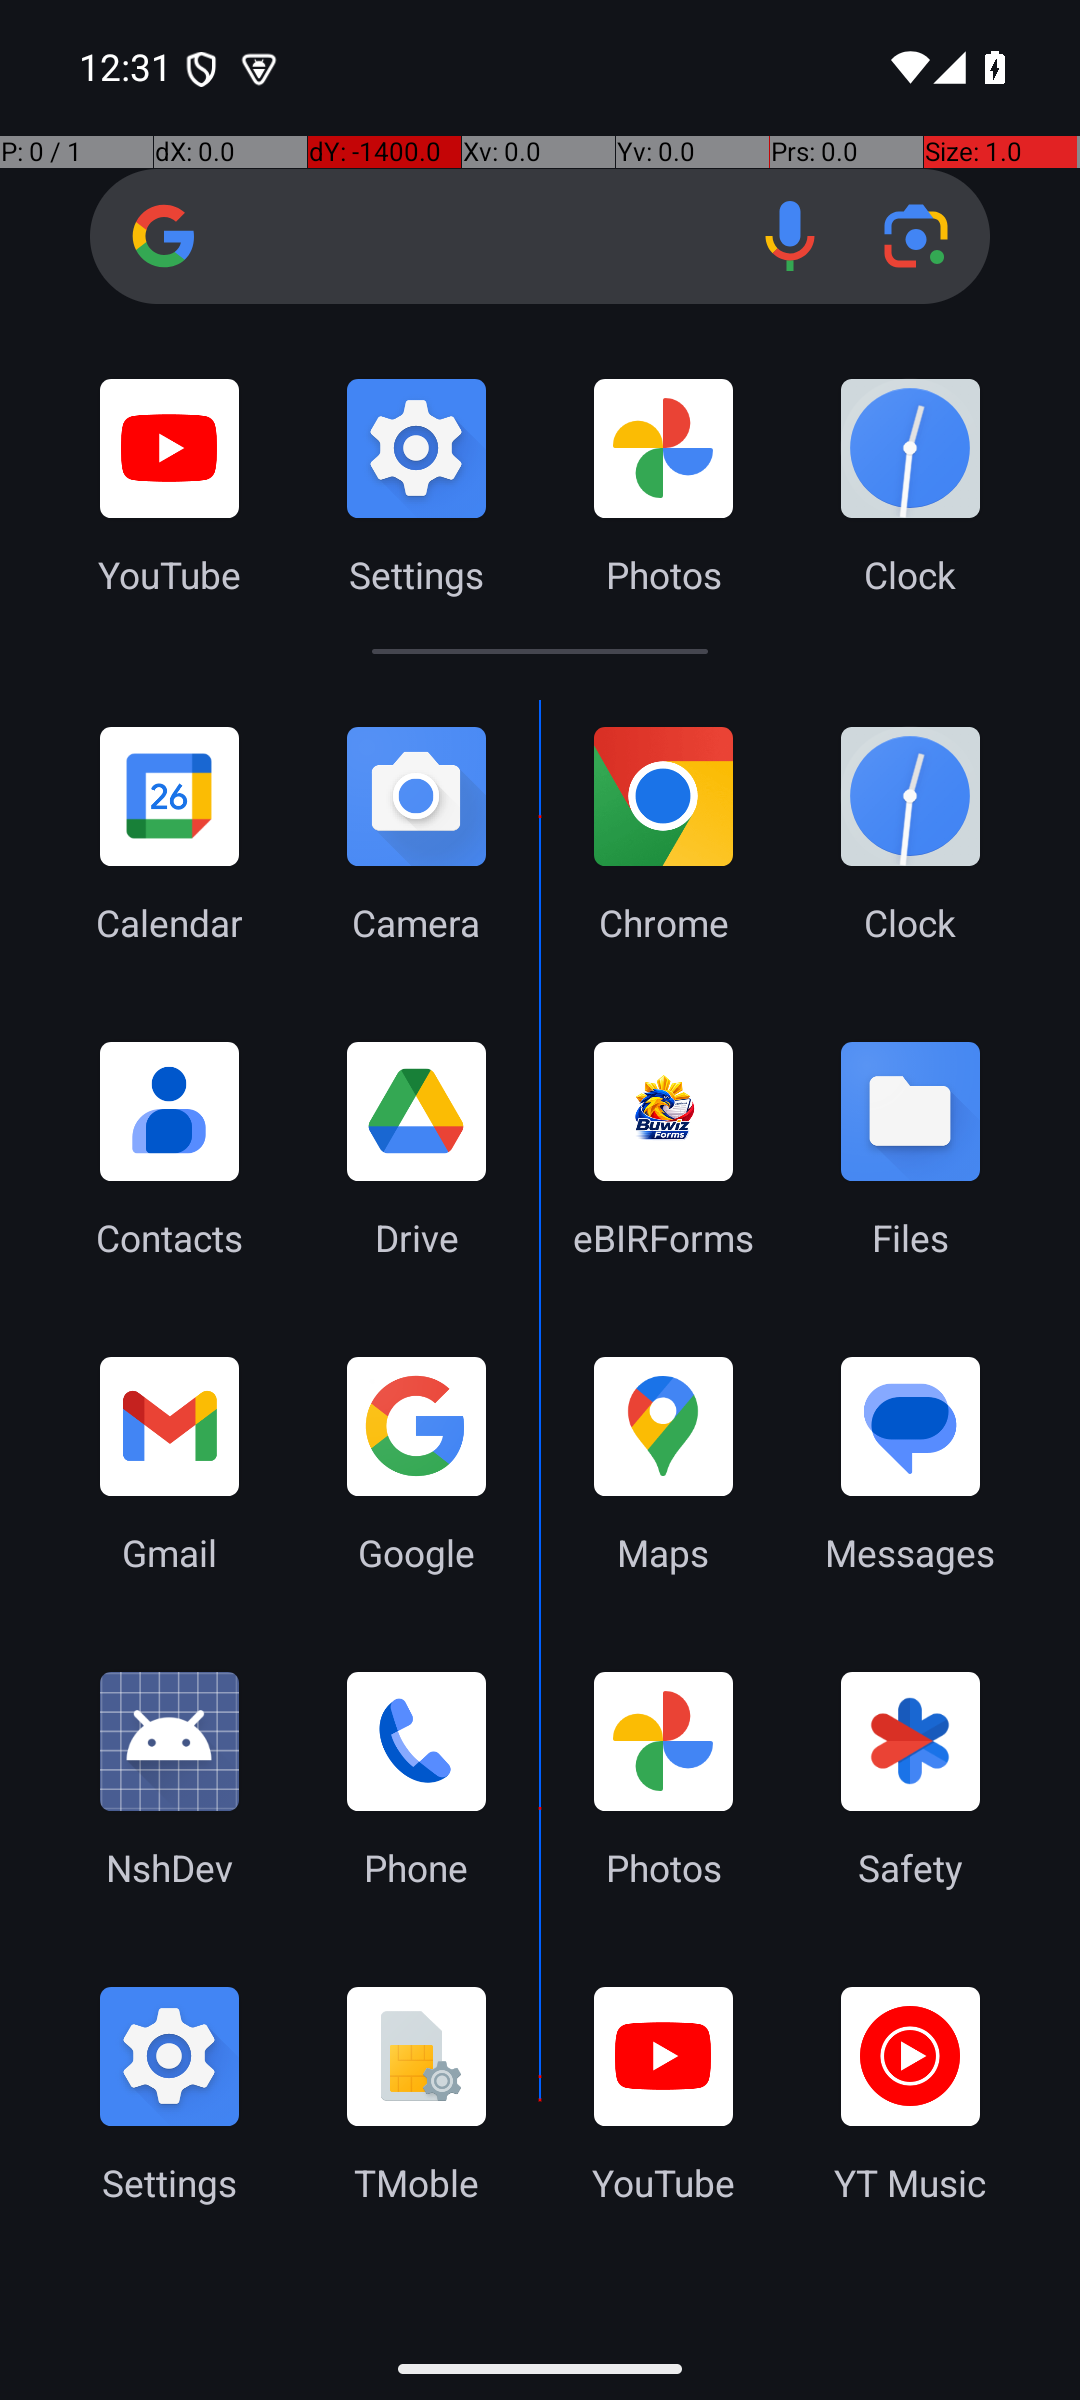 12:31
P: 0 / 1 dX: 0.0 dY: -1400.0 Xv: 0.0 Yv: 0.0 Prs: 0.0 Size: 1.0
YouTube Settings Photos Clock
26
Calendar Camera Chrome Clock
Buwiz
Forms
Contacts Drive eBIRForms Files
Gmail Google Maps Messages
NshDev Phone Photos Safety
Settings TMoble YouTube YT Music